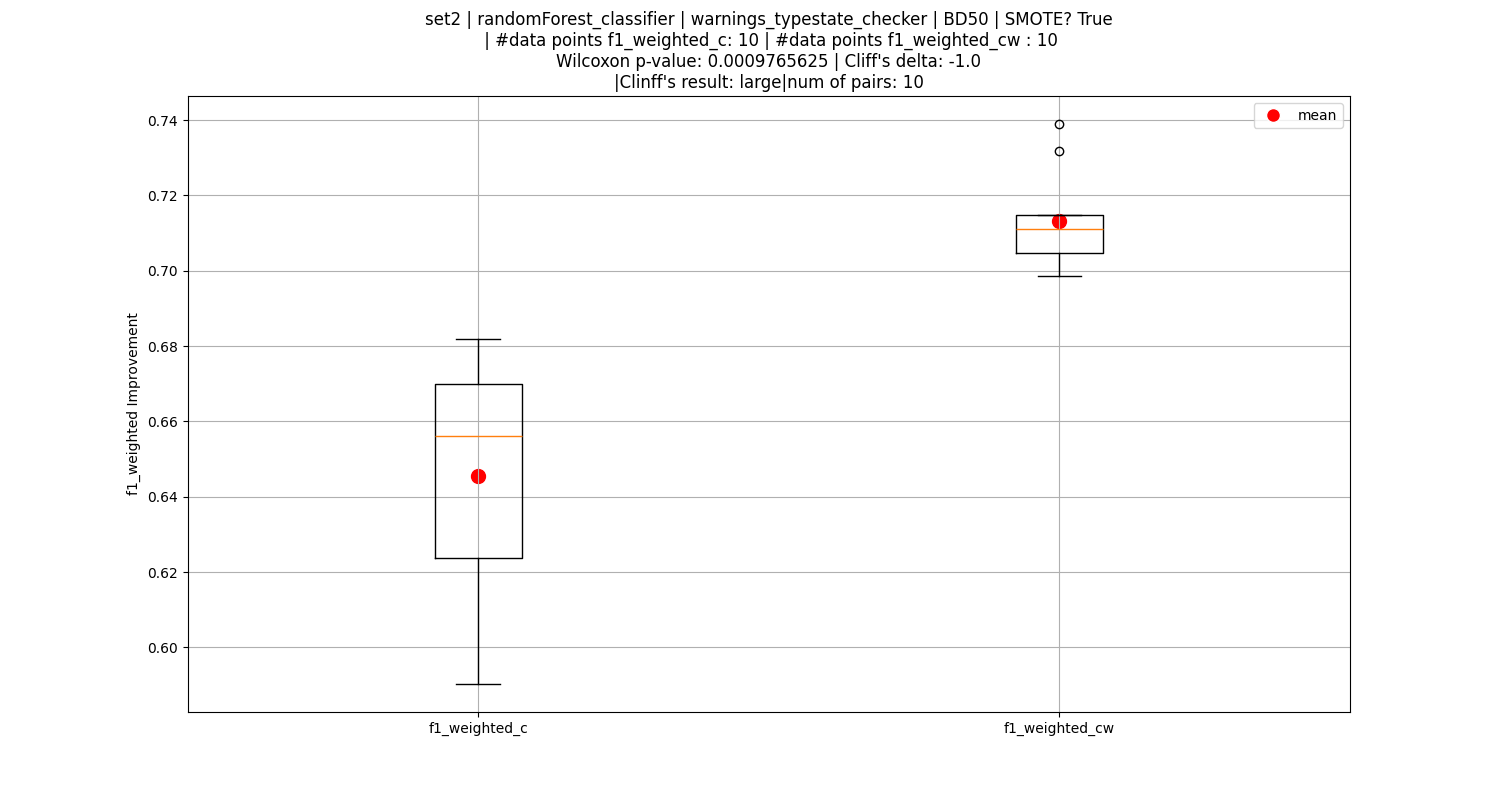 set2 | randomForest_classifier | warnings_typestate_checker | BD50 | SMOTE? True
| #data points f1_weighted_c: 10 | #data points f1_weighted_cw : 10
Wilcoxon p-value: 0.0009765625 | Cliff's delta: -1.0
|Clinff's result: large|num of pairs: 10
mean
0.74
0.72
0.70
0.68
0.66
0.64
0.62
0.60
f1_weighted Improvement
f1_weighted_c
f1_weighted_cw